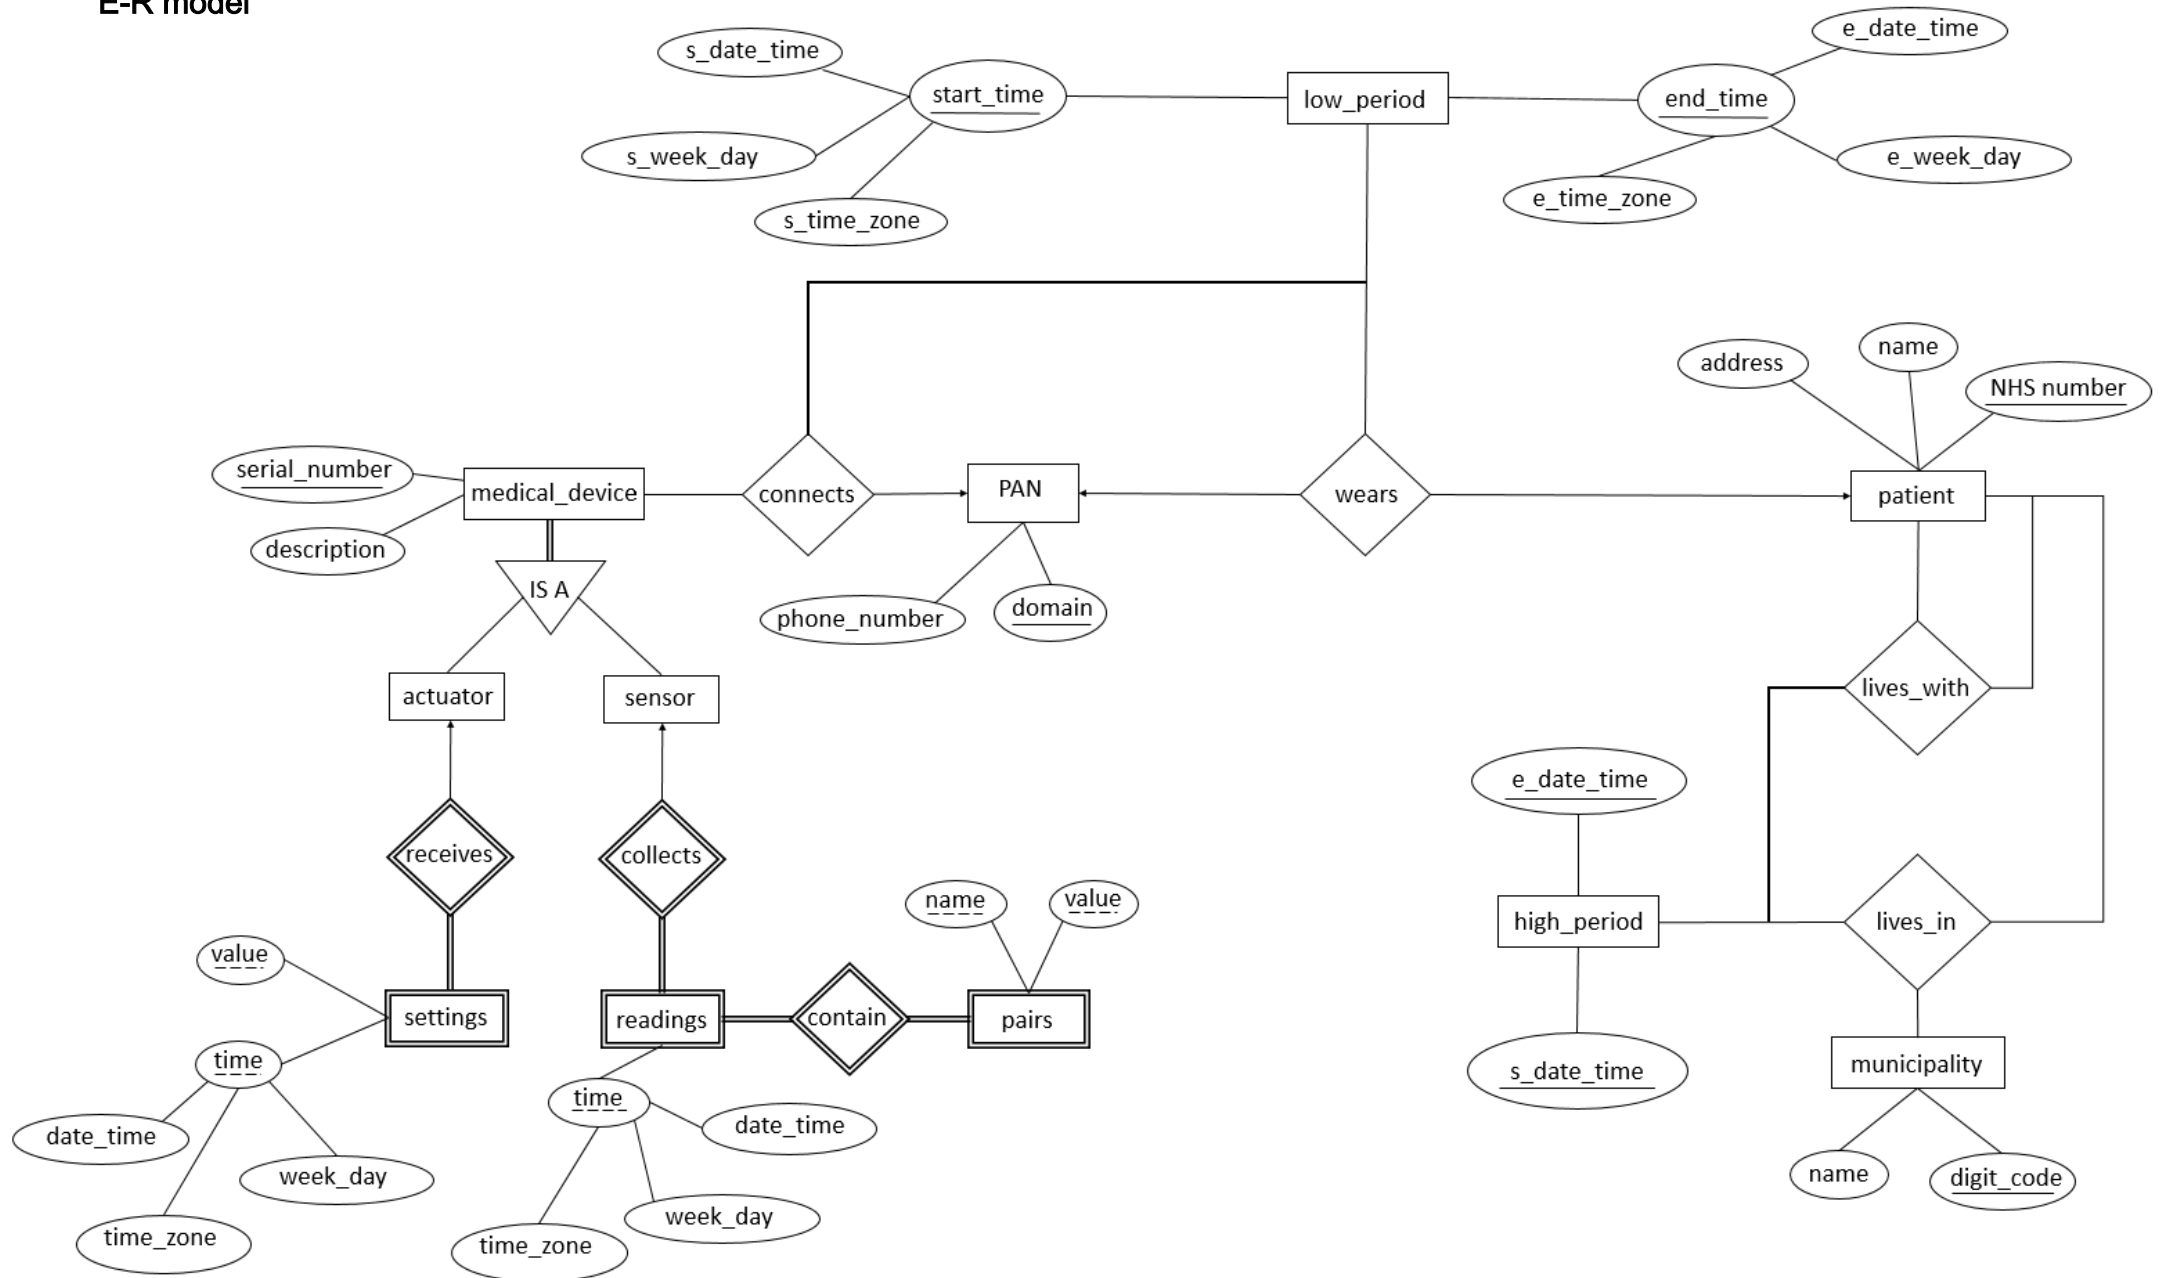 E-R model
e_date_time
s_date_time
start_time
low_period
end_time
s_week_day
e_week_day
s_time_zone
e_time_zone
address
name
NHS number
serial_number
medical_device
connects
PAN
wears
patient
description
IS A
phone_number
domain
actuator
sensor
lives_with
e_date_time
receives
collects
name
value
high_period
lives_in
value
settings
readings
contain
pairs
time
time
s_date_time
municipality
date_time
date_time
week_day
name
digit_code
time_zone
week_day
time_zone